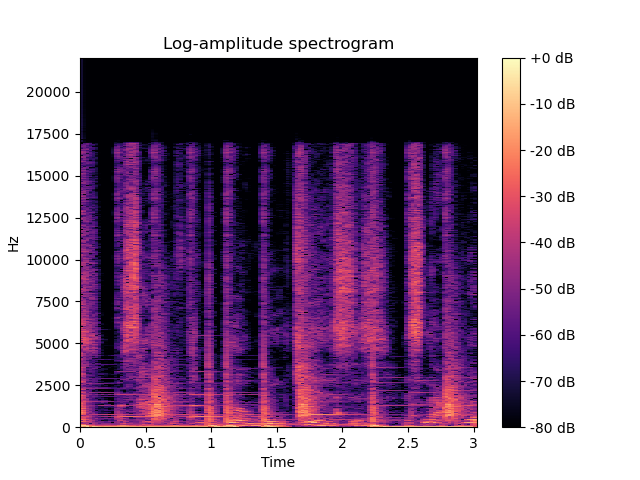 Log-amplitude spectrogram
+0 dB
20000
-10 dB
17500
-20 dB
15000
-30 dB
12500
Hz
-40 dB
10000
-50 dB
7500
-60 dB
5000
-70 dB
2500
0
-80 dB
0 0.5 1 1.5 2 2.5 3
Time